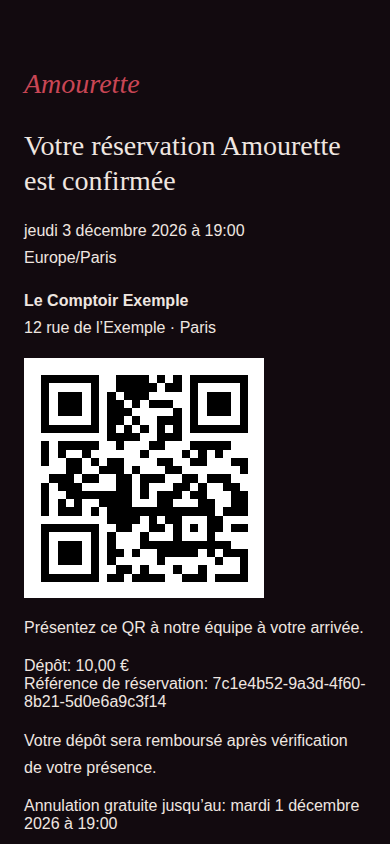 Amourette
Votre réservation Amourette
est confirmée
jeudi 3 décembre 2026 à 19:00
Europe/Paris
Le Comptoir Exemple
12 rue de l’Exemple · Paris
Présentez ce QR à notre équipe à votre arrivée.
Dépôt: 10,00 €
Référence de réservation: 7c1e4b52-9a3d-4f60-
8b21-5d0e6a9c3f14
Votre dépôt sera remboursé après vérification
de votre présence.
Annulation gratuite jusqu’au: mardi 1 décembre
2026 à 19:00